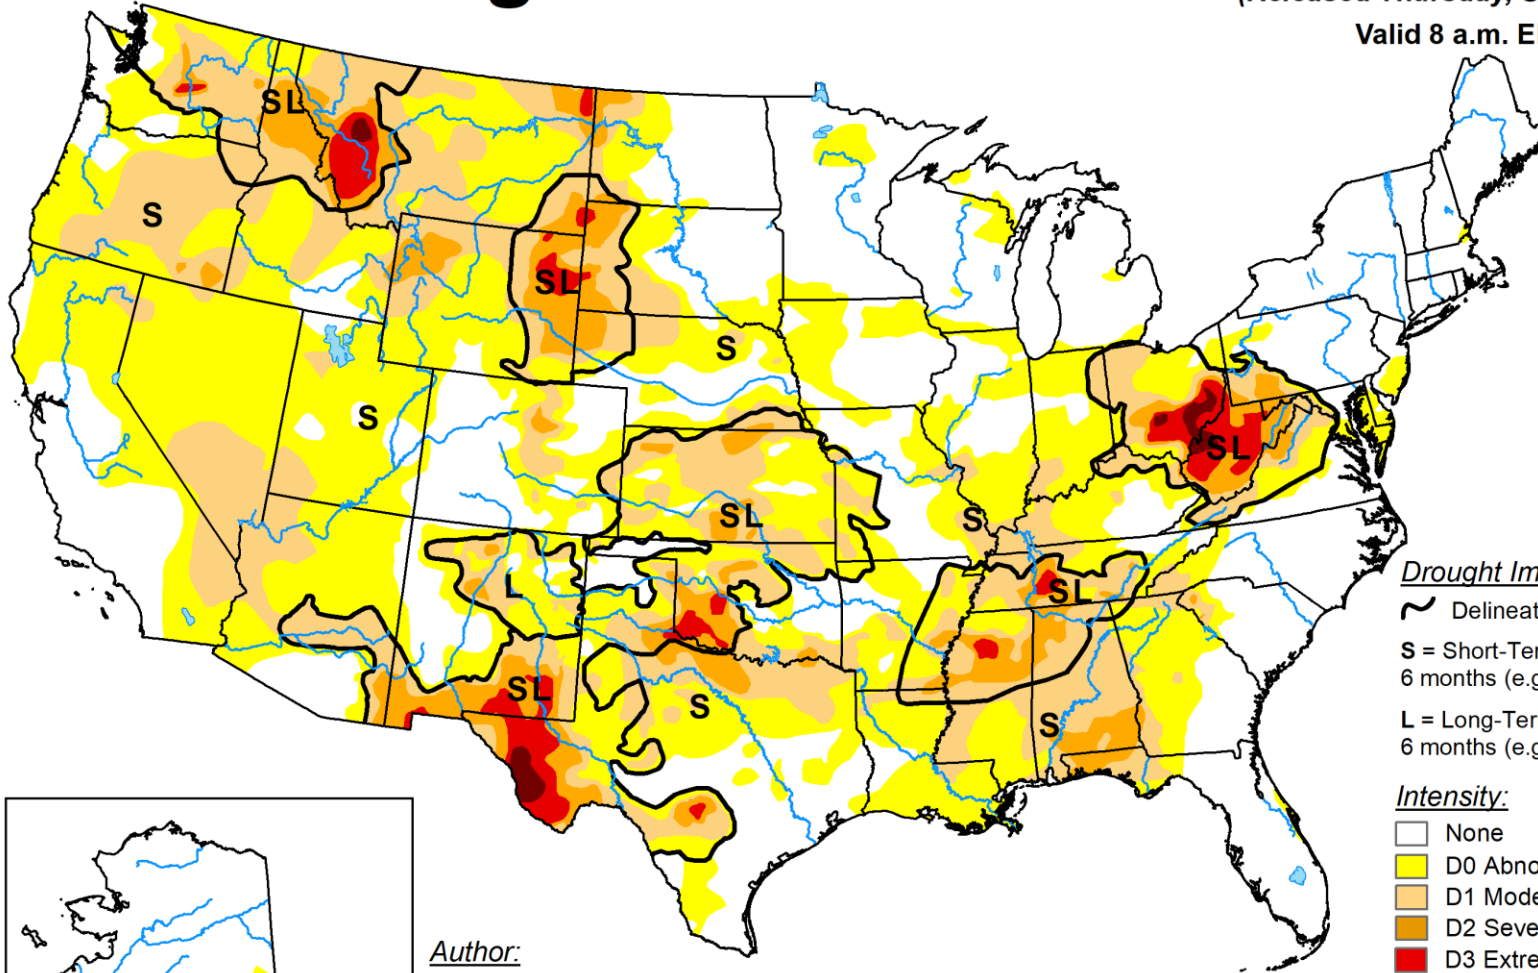 Valid 8 a.m. E
SL
S
SL
S
S
SL
SL
S
L
SL
SL
S
S
Drought Im
Delineat
S = Short-Ter
6 months (e.g
L = Long-Ter
6 months (e.g
Intensity:
None
D0 Abno
D1 Mode
D2 Seve
D3 Extre
Author: